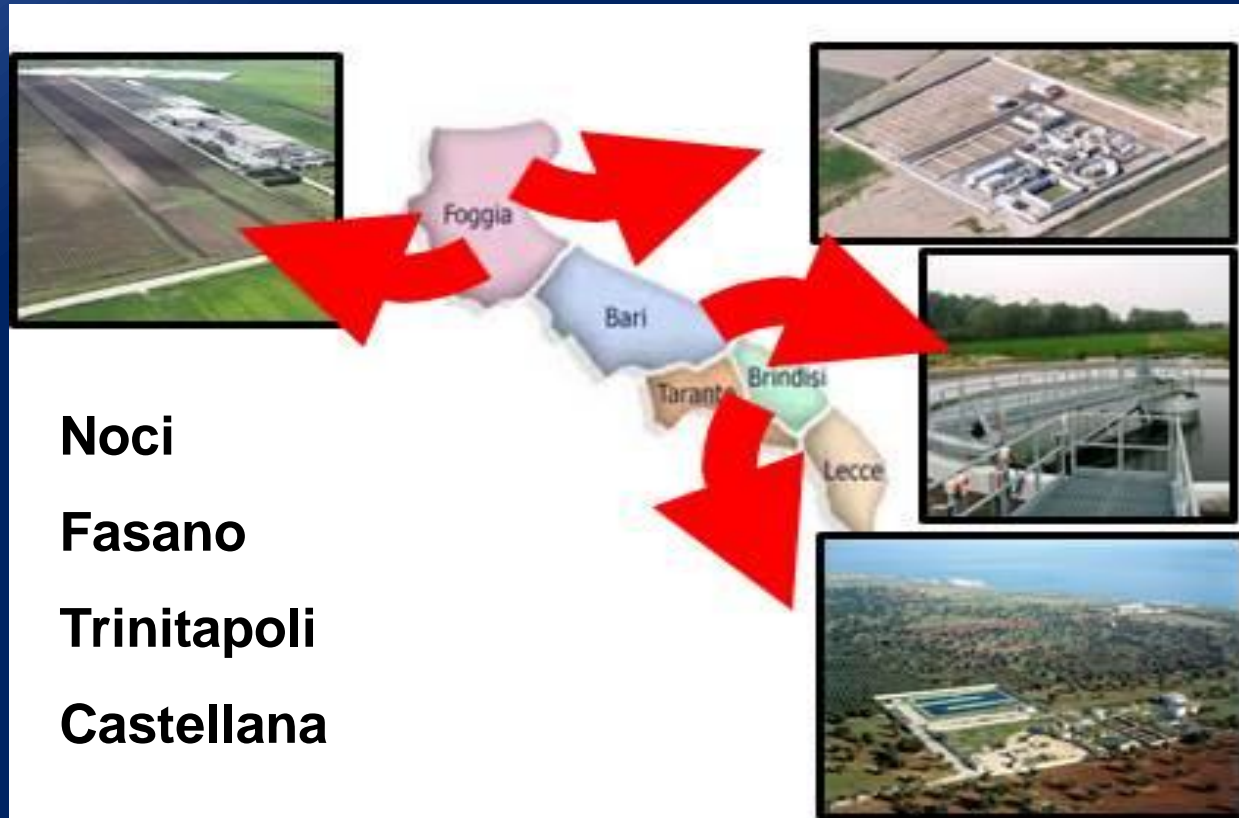 Foggia
Bari
Taranto
Brindisi
Lecce
Noci
Fasano
Trinitapoli
Castellana